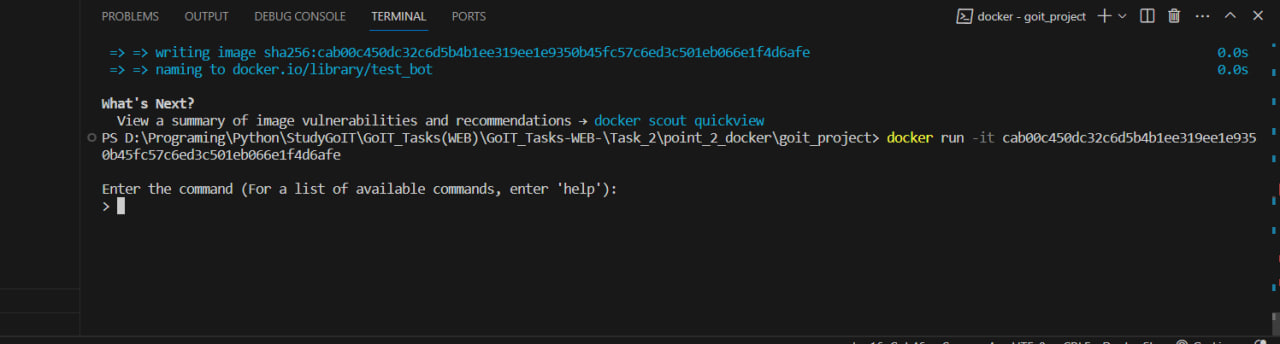 PROBLEMS OUTPUT DEBUG CONSOLE TERMINAL PORTS docker - goit_project
=> => writing image sha256:cab00c450dc32c6d5b4b1ee319ee1e9350b45fc57c6ed3c501eb066e1f4d6afe 0.0s
=> => naming to docker.io/library/test_bot 0.0s
What's Next?
View a summary of image vulnerabilities and recommendations → docker scout quickview
PS D:\Programing\Python\StudyGoIT\GoIT_Tasks(WEB)\GoIT_Tasks-WEB-\Task_2\point_2_docker\goit_project> docker run -it cab00c450dc32c6d5b4b1ee319ee1e935
0b45fc57c6ed3c501eb066e1f4d6afe
Enter the command (For a list of available commands, enter 'help'):
>